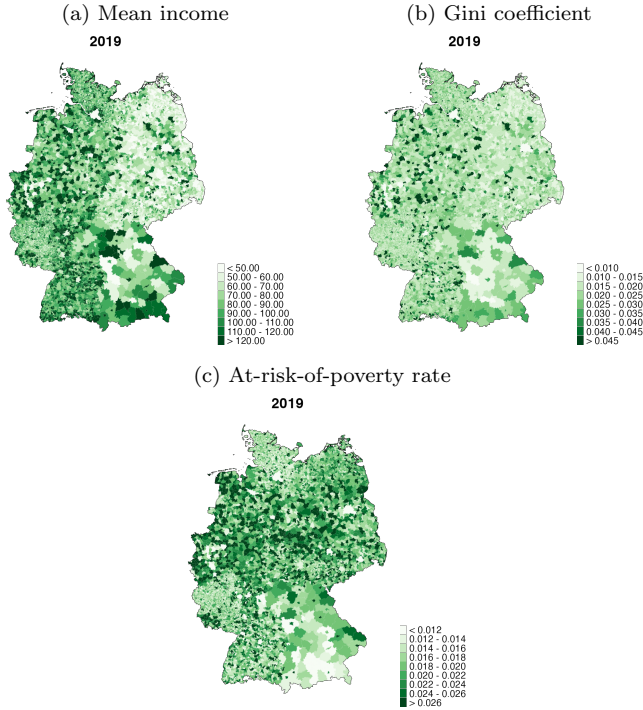 (a) Mean income
(b) Gini coefficient
2019
2019
< 50.00
50.00 - 60.00
60.00 - 70.00
70.00 - 80.00
80.00 - 90.00
90.00 - 100.00
100.00 - 110.00
110.00 - 120.00
> 120.00
< 0.010
0.010 - 0.015
0.015 - 0.020
0.020 - 0.025
0.025 - 0.030
0.030 - 0.035
0.035 - 0.040
0.040 - 0.045
> 0.045
(c) At-risk-of-poverty rate
2019
< 0.012
0.012 - 0.014
0.014 - 0.016
0.016 - 0.018
0.018 - 0.020
0.020 - 0.022
0.022 - 0.024
0.024 - 0.026
> 0.026